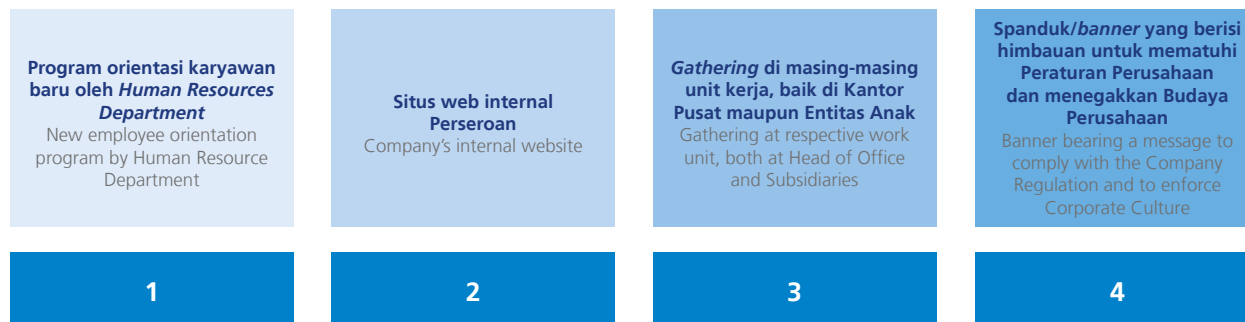 Program orientasi karyawan
baru oleh Human Resources
Department
New employee orientation
program by Human Resource
Department
Situs web internal
Perseroan
Company's internal website
Gathering di masing-masing
unit kerja, baik di Kantor
Pusat maupun Entitas Anak
Gathering at respective work
unit, both at Head of Office
and Subsidiaries
Spanduk/banner yang berisi
himbauan untuk mematuhi
Peraturan Perusahaan
dan menegakkan Budaya
Perusahaan
Banner bearing a message to
comply with the Company
Regulation and to enforce
Corporate Culture
1
2
3
4